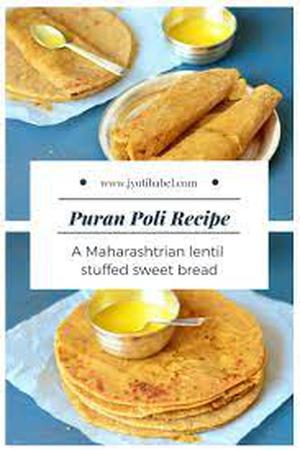 www.jyotibabel.com
Puran Poli Recipe
A Maharashtrian lentil
stuffed sweet bread